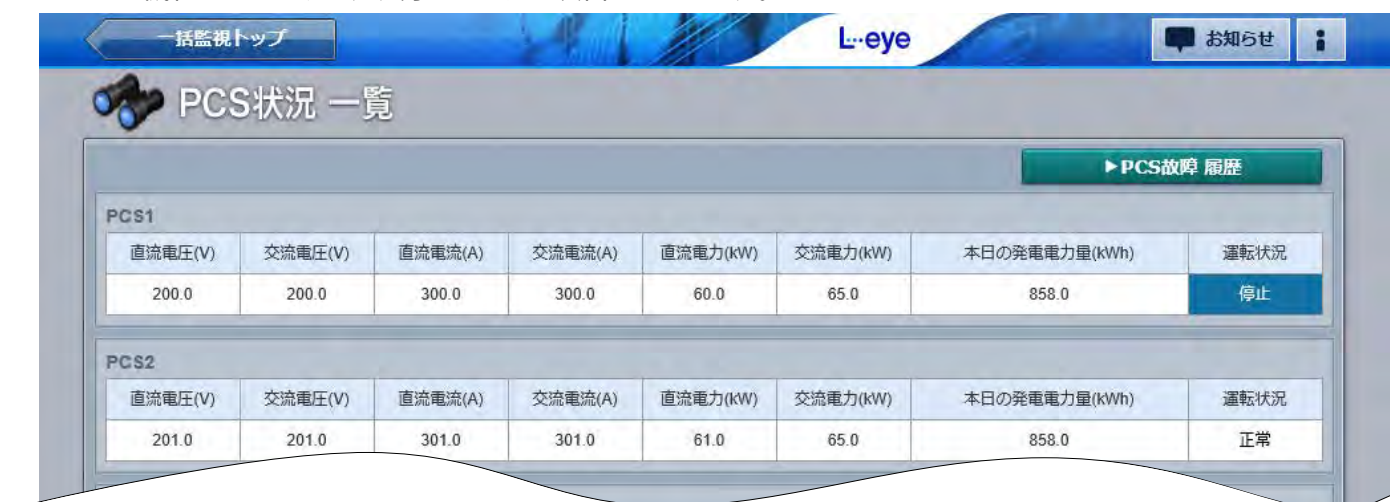 一括監視トップ L…eye お知らせ
PCS状況 一覧
▶PCS故障 履歴
PCS1
直流電圧(V) 交流電圧(V) 直流電流(A) 交流電流(A) 直流電力(kW) 交流電力(kW) 本日の発電電力量(kWh) 運転状況
200.0 200.0 300.0 300.0 60.0 65.0 858.0 停止
PCS2
直流電圧(V) 交流電圧(V) 直流電流(A) 交流電流(A) 直流電力(kW) 交流電力(kW) 本日の発電電力量(kWh) 運転状況
201.0 201.0 301.0 301.0 61.0 65.0 858.0 正常